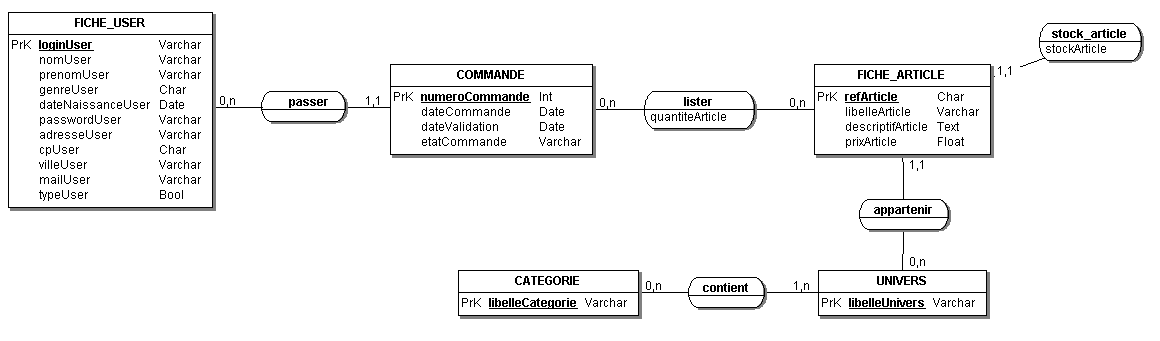 FICHE_USER
PrK loginUser Varchar
nomUser Varchar
prenomUser Varchar
genreUser Char
dateNaissanceUser Date
passwordUser Varchar
adresseUser Varchar
cpUser Char
villeUser Varchar
mailUser Varchar
typeUser Bool
0,n
passer
1,1
COMMANDE
PrK numeroCommande Int
dateCommande Date
dateValidation Date
etatCommande Varchar
0,n
lister
quantiteArticle
0,n
FICHE_ARTICLE
PrK refArticle Char
libelleArticle Varchar
descriptifArticle Text
prixArticle Float
1,1
stock_article
stockArticle
1,1
appartenir
0,n
CATEGORIE
PrK libelleCategorie Varchar
0,n
contient
1,n
UNIVERS
PrK libelleUnivers Varchar